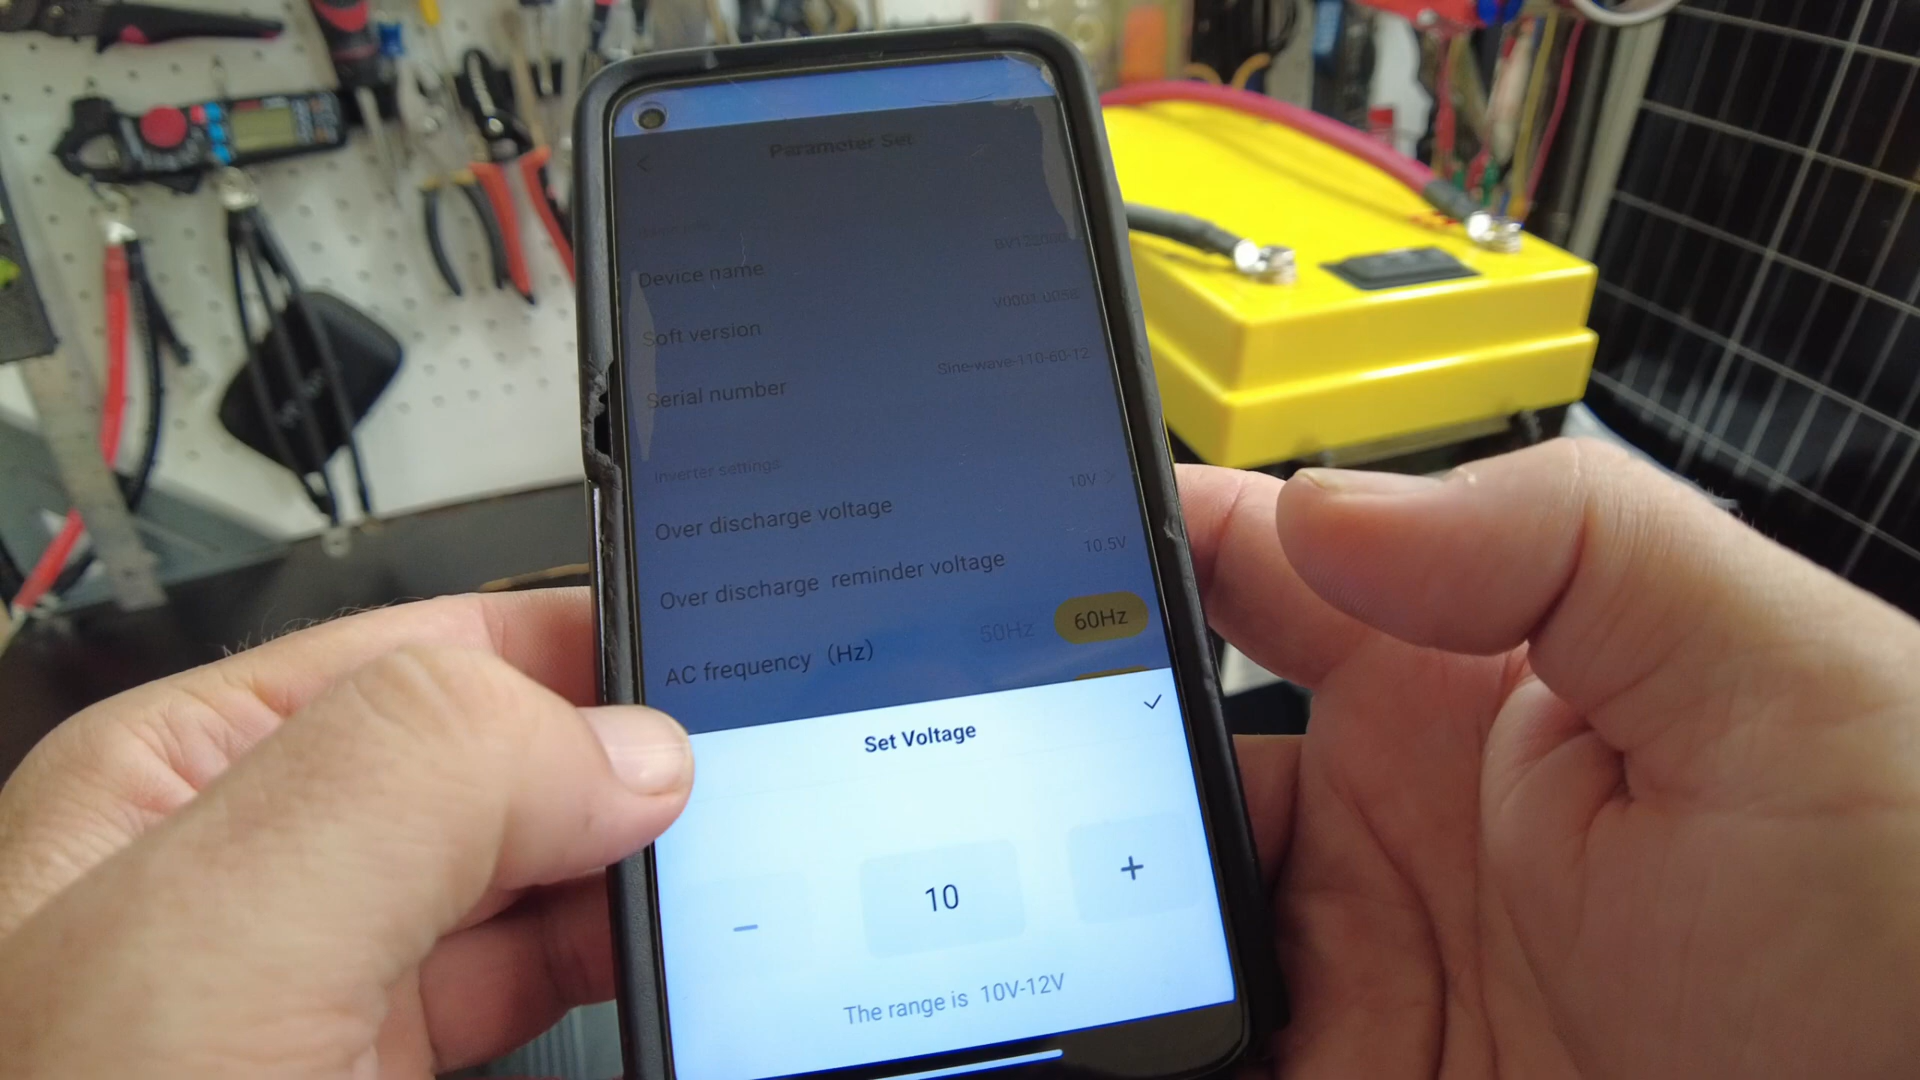 Parameter Set
Device name
Soft version
Serial number Sine-wave-110-60-12
Inverter settings
Over discharge voltage 10V
Over discharge reminder voltage 10.5V
AC frequency (Hz) 50Hz 60Hz
Set Voltage
10
The range is 10V-12V